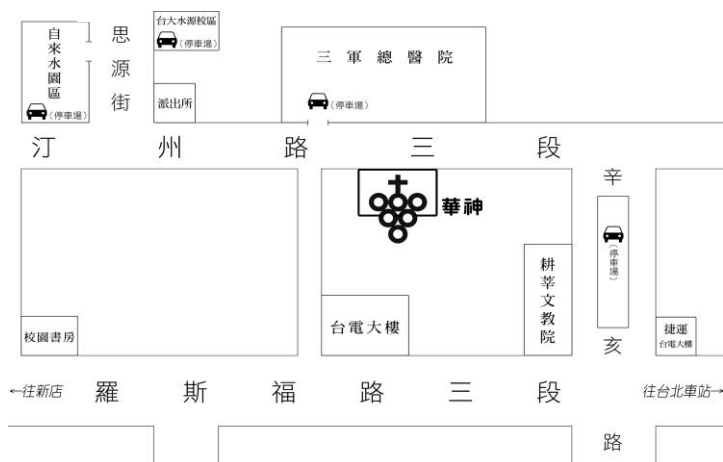 自來水園區
(停車場)
思源街
台大水源校區
(停車場)
派出所
三軍總醫院
(停車場)
汀州路三段
華神
台電大樓
耕莘文教院
辛亥路
(停車場)
校園書房
捷運
台電大樓
←往新店
羅斯福路三段
往台北車站→